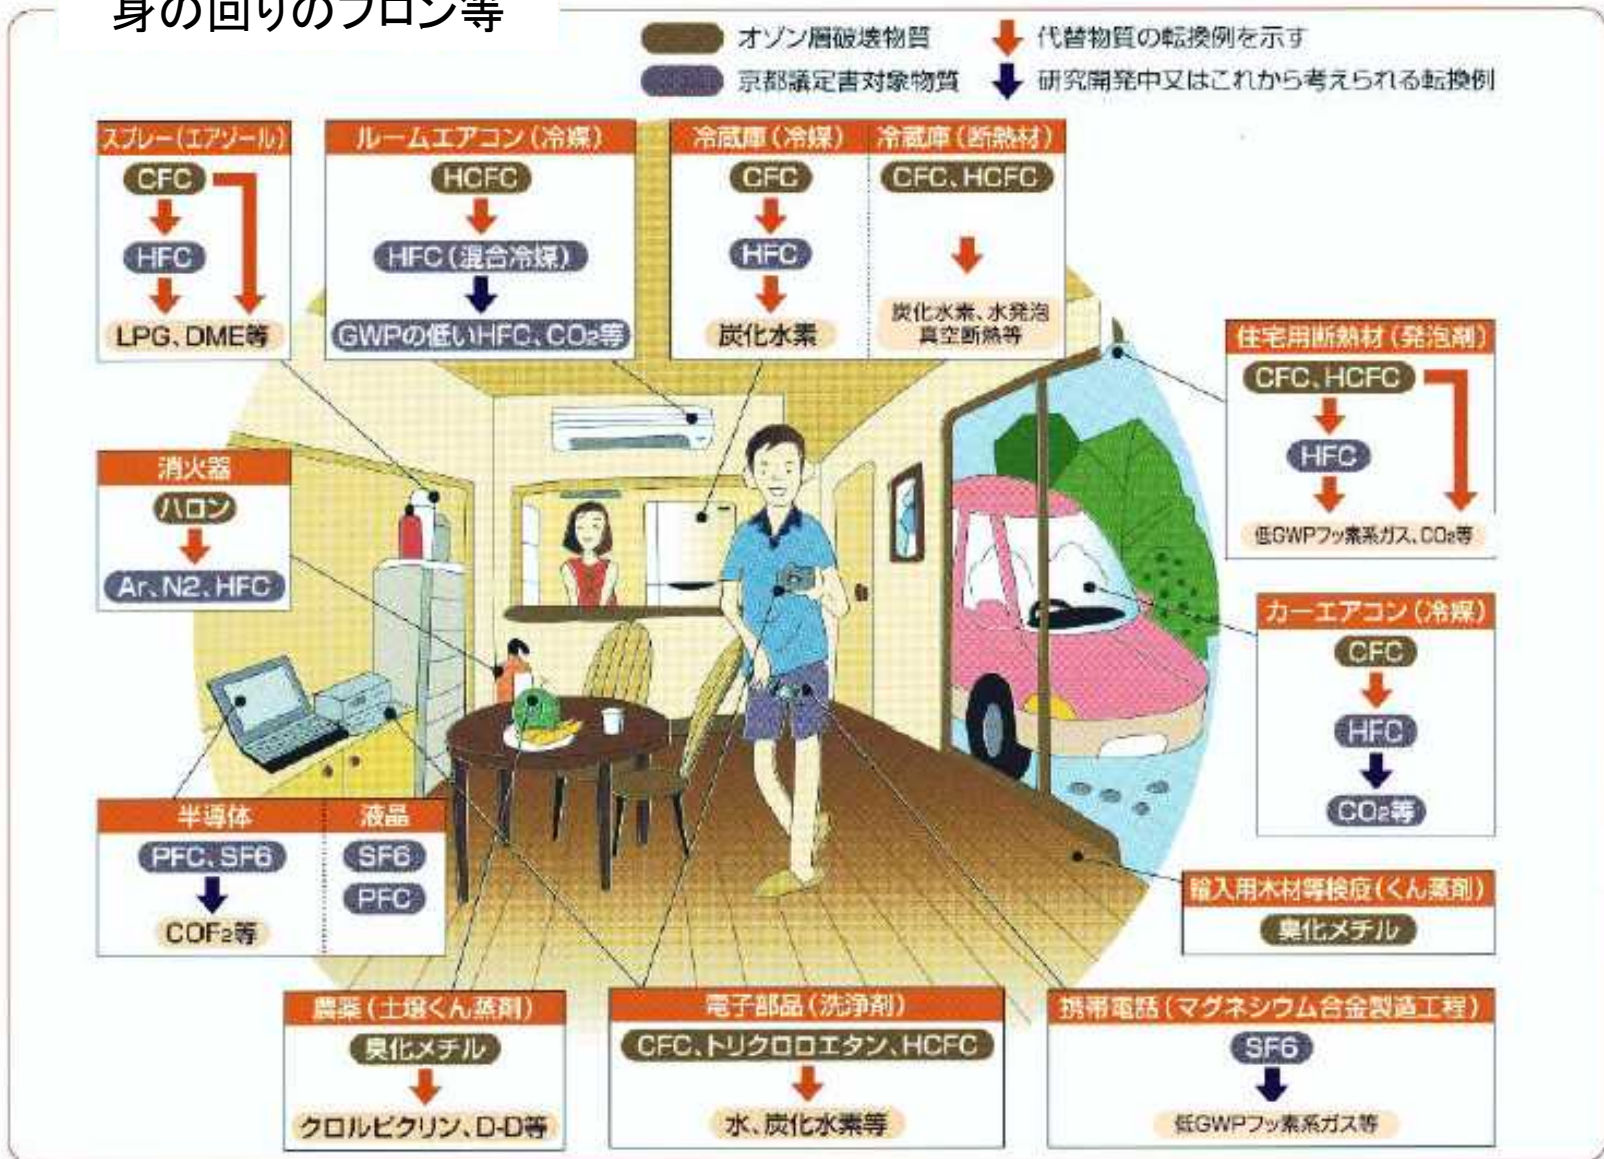 身の回りのフロン等
オゾン層破壊物質
代替物質の転換例を示す
京都議定書対象物質
研究開発中又はこれから考えられる転換例
スプレー(エアゾール)
CFC
HFC
LPG、DME等
ルームエアコン(冷媒)
HCFC
HFC(混合冷媒)
GWPの低いHFC、CO2等
冷蔵庫(冷媒)
CFC
HFC
炭化水素
冷蔵庫(断熱材)
CFC、HCFC
炭化水素、水発泡
真空断熱等
住宅用断熱材(発泡剤)
CFC、HCFC
HFC
低GWPフッ素系ガス、CO2等
消火器
ハロン
Ar、N2、HFC
カーエアコン(冷媒)
CFC
HFC
CO2等
半導体
PFC、SF6
COF2等
液晶
SF6
PFC
輸入用木材等検疫(くん蒸剤)
臭化メチル
農薬(土壌くん蒸剤)
臭化メチル
クロルピクリン、D-D等
電子部品(洗浄剤)
CFC、トリクロロエタン、HCFC
水、炭化水素等
携帯電話(マグネシウム合金製造工程)
SF6
低GWPフッ素系ガス等